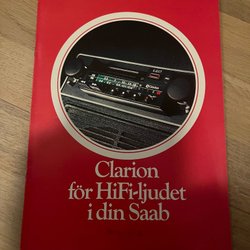 Clarion
för HiFi-ljudet
i din Saab